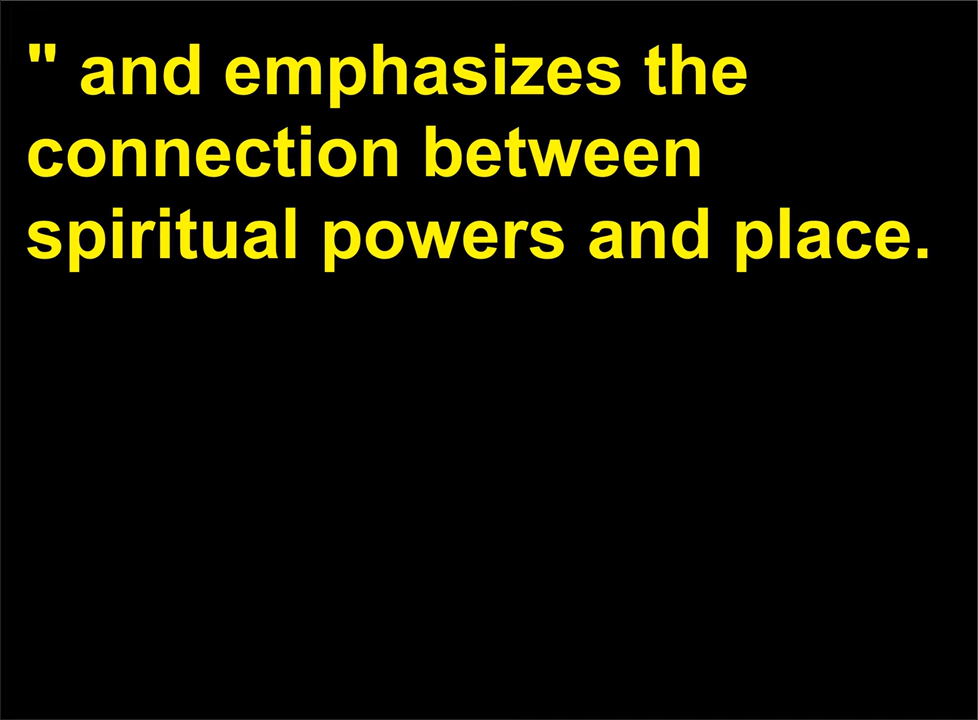 " and emphasizes the
connection between
spiritual powers and place.